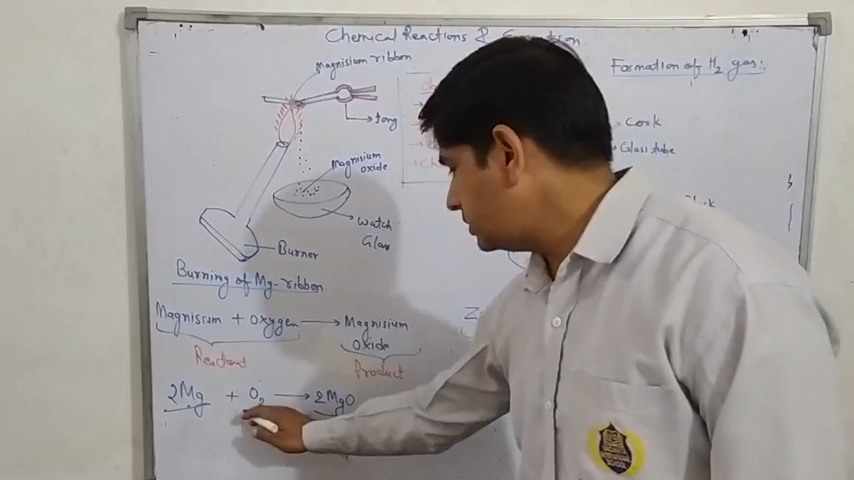 Chemical Reactions &
Magnisium ribbon
tong
Magnisium
oxide
Watch
Glass
Burner
Burning of Mg-ribbon
Magnisium + Oxygen → Magnisium
Oxide
Reactant
Product
2Mg + O₂ → 2MgO
Formation of H₂ gas:
Cork
Glass tube